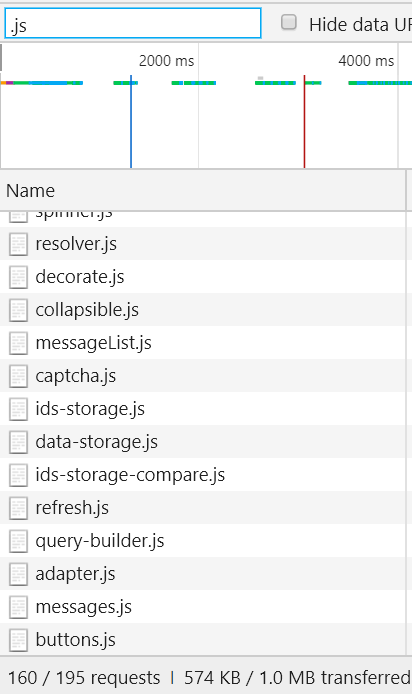 .js
Hide data UR
2000 ms
4000 ms
Name
spinner.js
resolver.js
decorate.js
collapsible.js
messageList.js
captcha.js
ids-storage.js
data-storage.js
ids-storage-compare.js
refresh.js
query-builder.js
adapter.js
messages.js
buttons.js
160 / 195 requests | 574 KB / 1.0 MB transferred